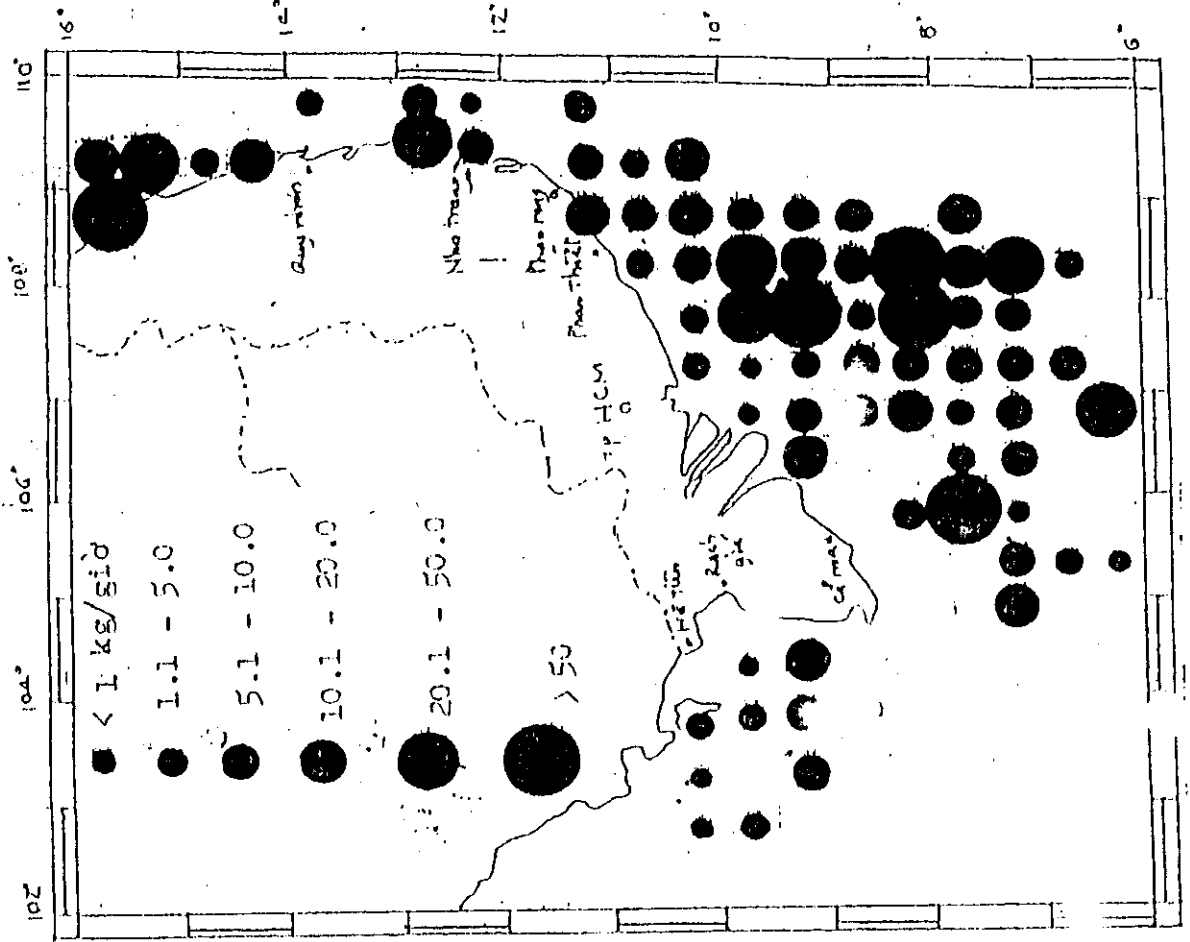 102°
104°
106°
108°
110°
16°
14°
12°
10°
8°
6°
< 1 kg/giờ
1.1 - 5.0
5.1 - 10.0
10.1 - 20.0
20.1 - 50.0
> 50
Quy nhơn
Nha Trang
Phan rang
Phan Thiết
TP HCM
Hà tiên
Rạch giá
Cà mau